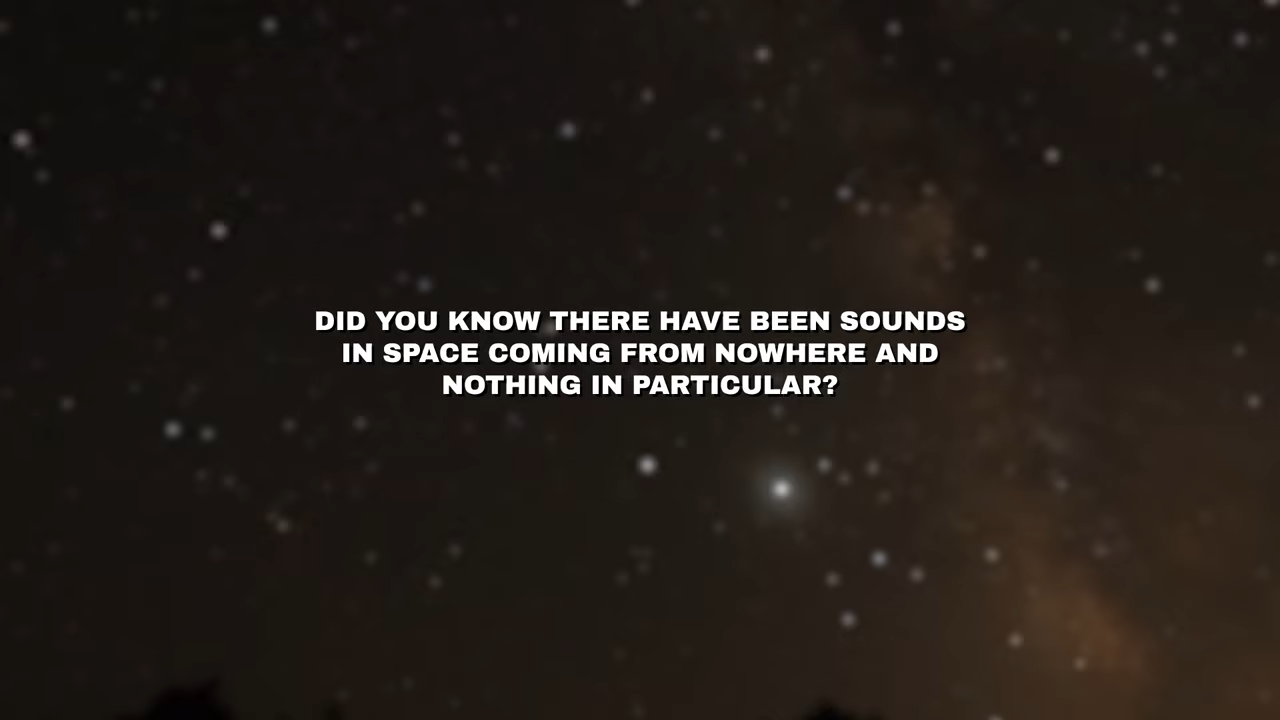 DID YOU KNOW THERE HAVE BEEN SOUNDS
IN SPACE COMING FROM NOWHERE AND
NOTHING IN PARTICULAR?